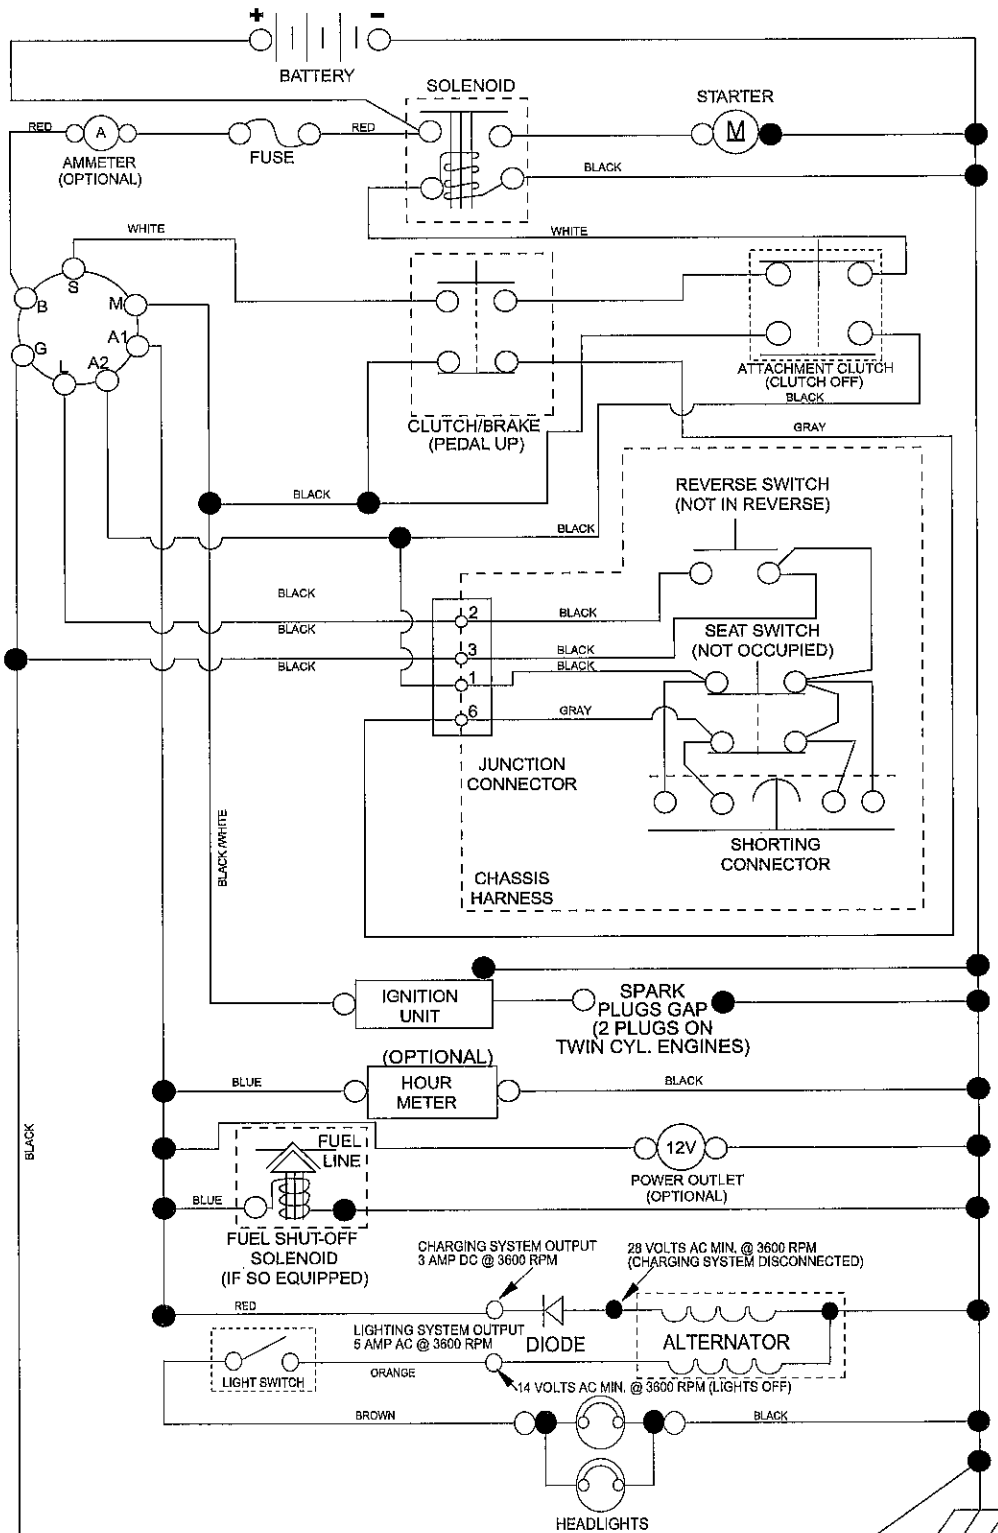 + -
BATTERY
SOLENOID
STARTER
RED
A
RED
M
AMMETER
(OPTIONAL)
FUSE
BLACK
WHITE
WHITE
S
B
M
A1
G
A2
L
ATTACHMENT CLUTCH
(CLUTCH OFF)
BLACK
CLUTCH/BRAKE
(PEDAL UP)
GRAY
REVERSE SWITCH
(NOT IN REVERSE)
BLACK
BLACK
BLACK
2
BLACK
BLACK
SEAT SWITCH
(NOT OCCUPIED)
3
BLACK
BLACK
BLACK
1
6
GRAY
JUNCTION
CONNECTOR
BLACK/WHITE
SHORTING
CONNECTOR
CHASSIS
HARNESS
IGNITION
UNIT
SPARK
PLUGS GAP
(2 PLUGS ON
TWIN CYL. ENGINES)
(OPTIONAL)
HOUR
METER
BLUE
BLACK
BLACK
FUEL
LINE
12V
POWER OUTLET
(OPTIONAL)
BLUE
FUEL SHUT-OFF
SOLENOID
(IF SO EQUIPPED)
CHARGING SYSTEM OUTPUT
3 AMP DC @ 3600 RPM
28 VOLTS AC MIN. @ 3600 RPM
(CHARGING SYSTEM DISCONNECTED)
RED
LIGHTING SYSTEM OUTPUT
5 AMP AC @ 3600 RPM
DIODE
ALTERNATOR
LIGHT SWITCH
ORANGE
14 VOLTS AC MIN. @ 3600 RPM (LIGHTS OFF)
BROWN
BLACK
HEADLIGHTS